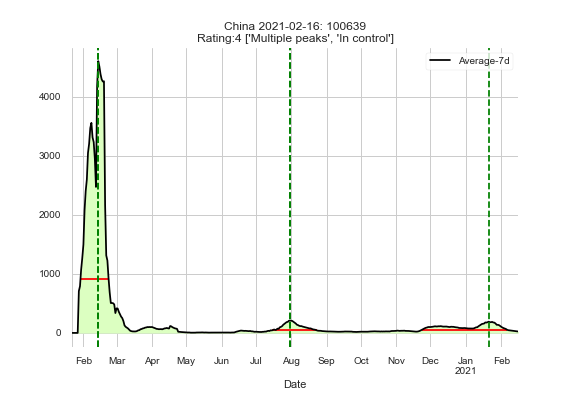 China 2021-02-16: 100639
Rating:4 ['Multiple peaks', 'In control']
Average-7d
4000
3000
2000
1000
0
Feb Mar Apr May Jun Jul Aug Sep Oct Nov Dec Jan Feb
2021
Date